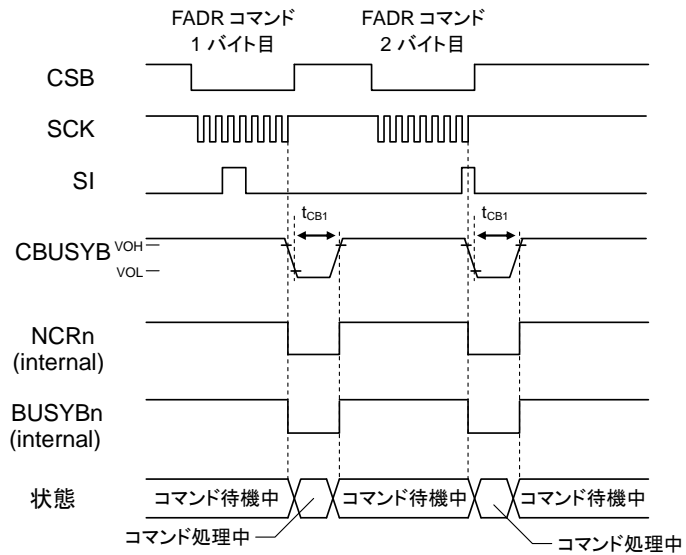 FADR コマンド
1 バイト目
FADR コマンド
2 バイト目
CSB
SCK
SI
tCB1
tCB1
CBUSYB
VOH
VOL
NCRn
(internal)
BUSYBn
(internal)
状態
コマンド待機中
コマンド待機中
コマンド待機中
コマンド処理中
コマンド処理中